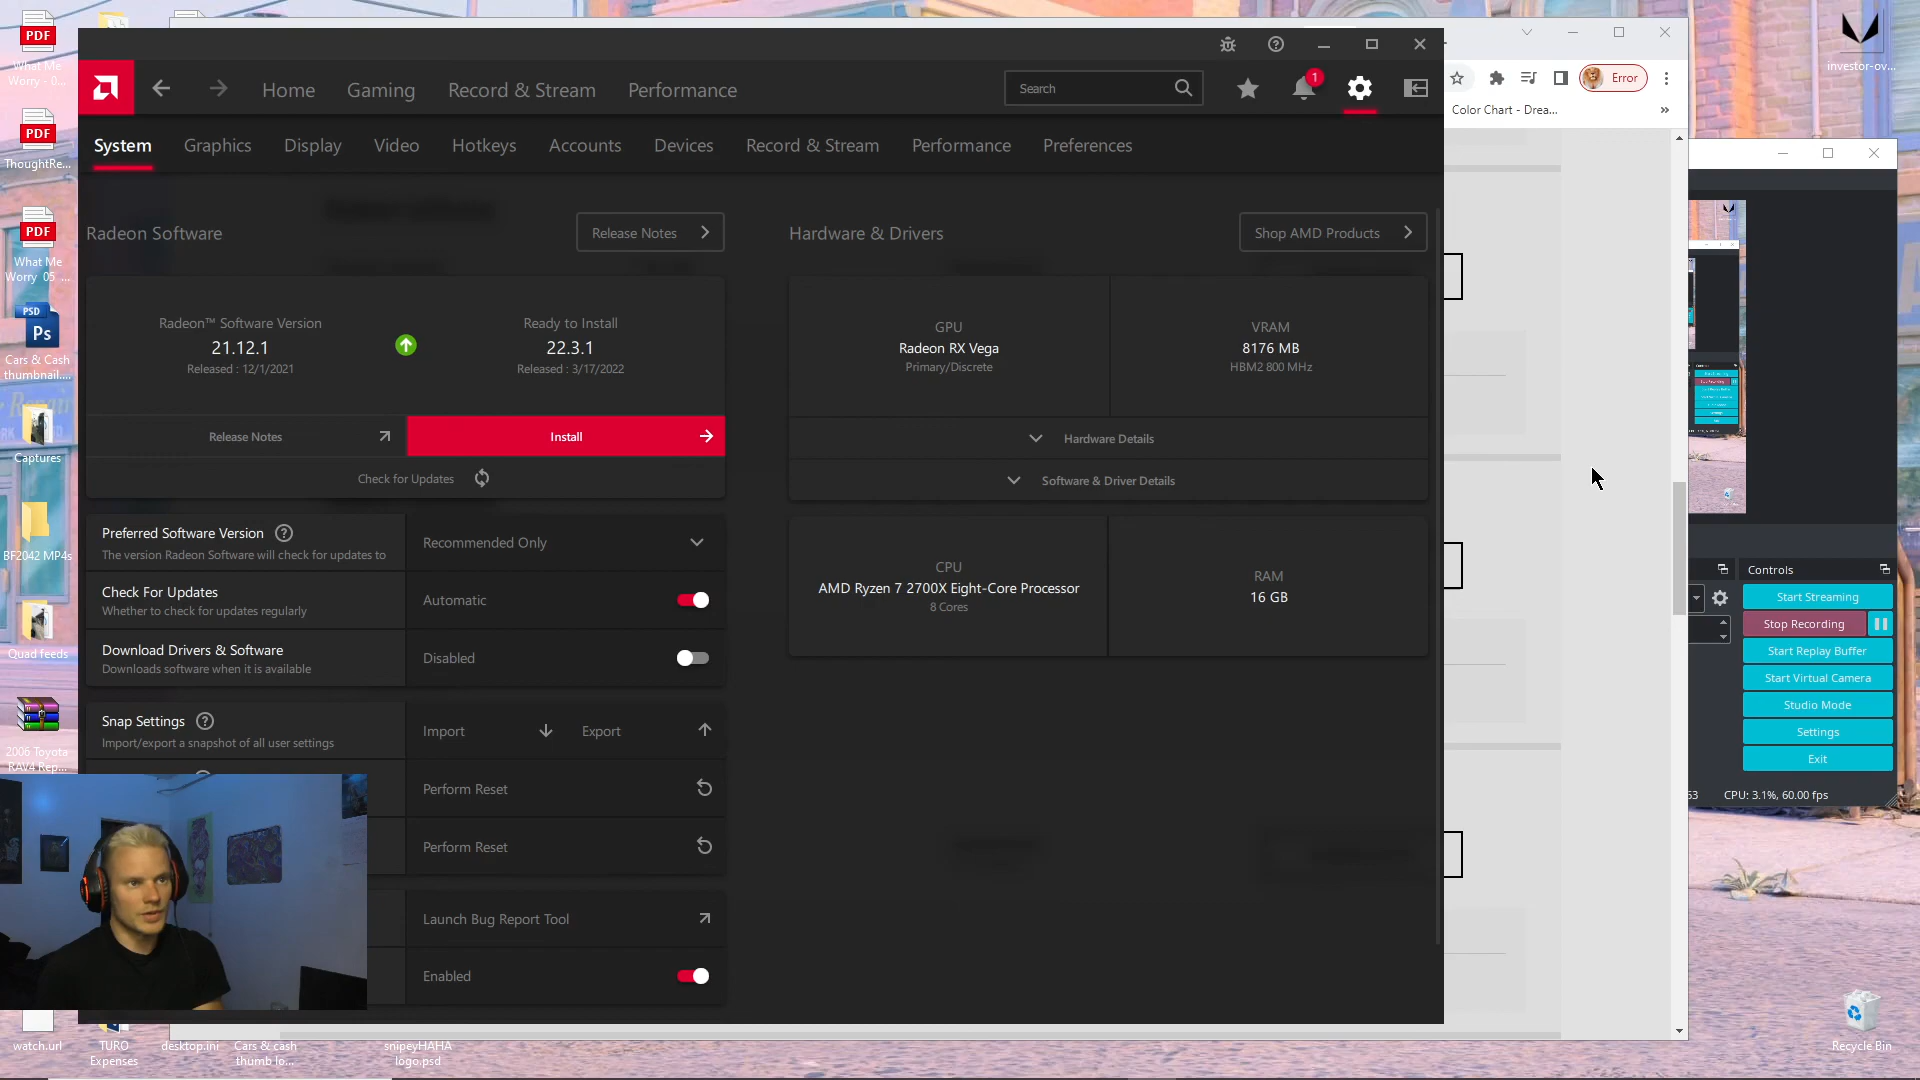 PDF
What Me
Worry - 0...
PDF
ThoughtRe...
PDF
What Me
Worry 05 ...
PSD
Ps
Cars & Cash
thumbnail....
Captures
BF2042 MP4s
Quad feeds
2006 Toyota
RAV4 Rep...
watch.url
TURO
Expenses
desktop.ini
Cars & cash
thumb lo...
snipeyHAHA
logo.psd
Home
Gaming
Record & Stream
Performance
Search
1
System
Graphics
Display
Video
Hotkeys
Accounts
Devices
Record & Stream
Performance
Preferences
Radeon Software
Release Notes
Radeon™ Software Version
21.12.1
Released : 12/1/2021
Ready to Install
22.3.1
Released : 3/17/2022
Release Notes
Install
Check for Updates
Preferred Software Version
The version Radeon Software will check for updates to
Recommended Only
Check For Updates
Whether to check for updates regularly
Automatic
Download Drivers & Software
Downloads software when it is available
Disabled
Snap Settings
Import/export a snapshot of all user settings
Import
Export
Perform Reset
Perform Reset
Launch Bug Report Tool
Enabled
Hardware & Drivers
Shop AMD Products
GPU
Radeon RX Vega
Primary/Discrete
VRAM
8176 MB
HBM2 800 MHz
Hardware Details
Software & Driver Details
CPU
AMD Ryzen 7 2700X Eight-Core Processor
8 Cores
RAM
16 GB
Error
Color Chart - Drea...
Controls
Start Streaming
Stop Recording
Start Replay Buffer
Start Virtual Camera
Studio Mode
Settings
Exit
CPU: 3.1%, 60.00 fps
investor-ov...
Recycle Bin